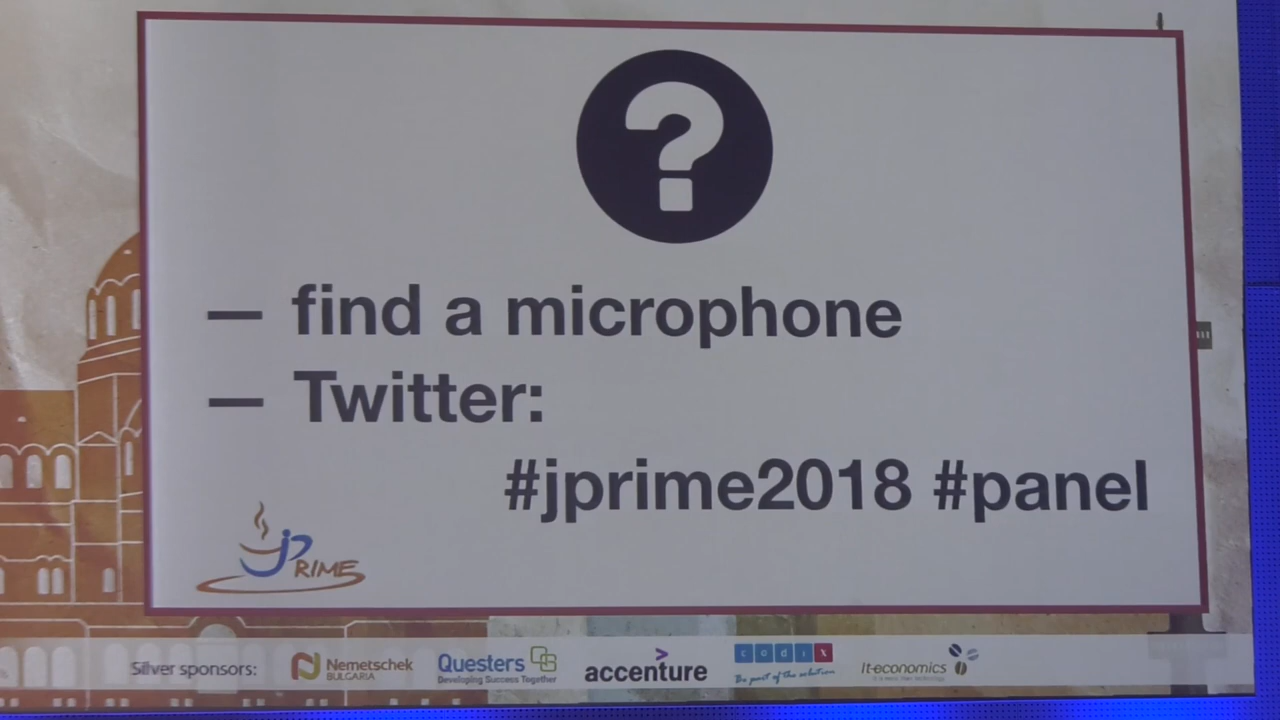 — find a microphone
— Twitter:
#jprime2018 #panel
jPRIME
Silver sponsors:
Nemetschek
BULGARIA
Questers
Developing Success Together
accenture
codix
Be part of the solution
It-economics